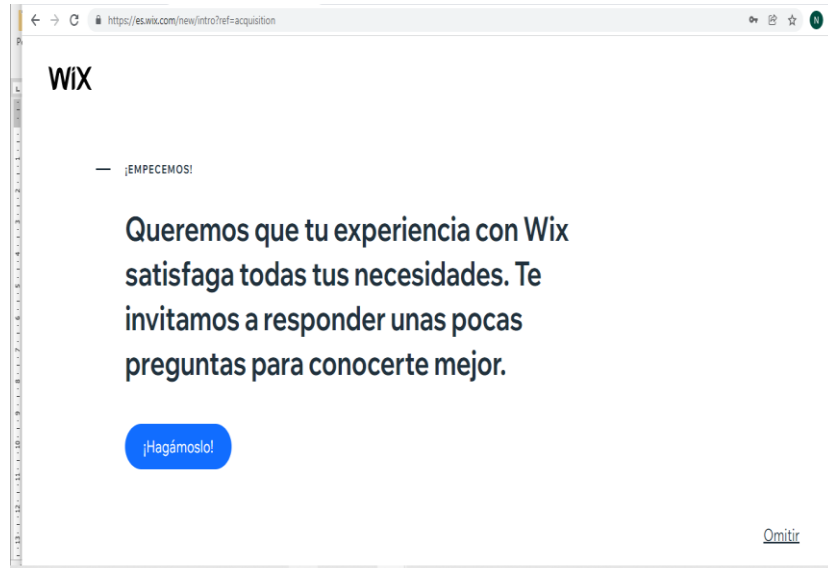 https://es.wix.com/new/intro?ref=acquisition
N
WiX
¡EMPECEMOS!
Queremos que tu experiencia con Wix
satisfaga todas tus necesidades. Te
invitamos a responder unas pocas
preguntas para conocerte mejor.
¡Hagámoslo!
Omitir